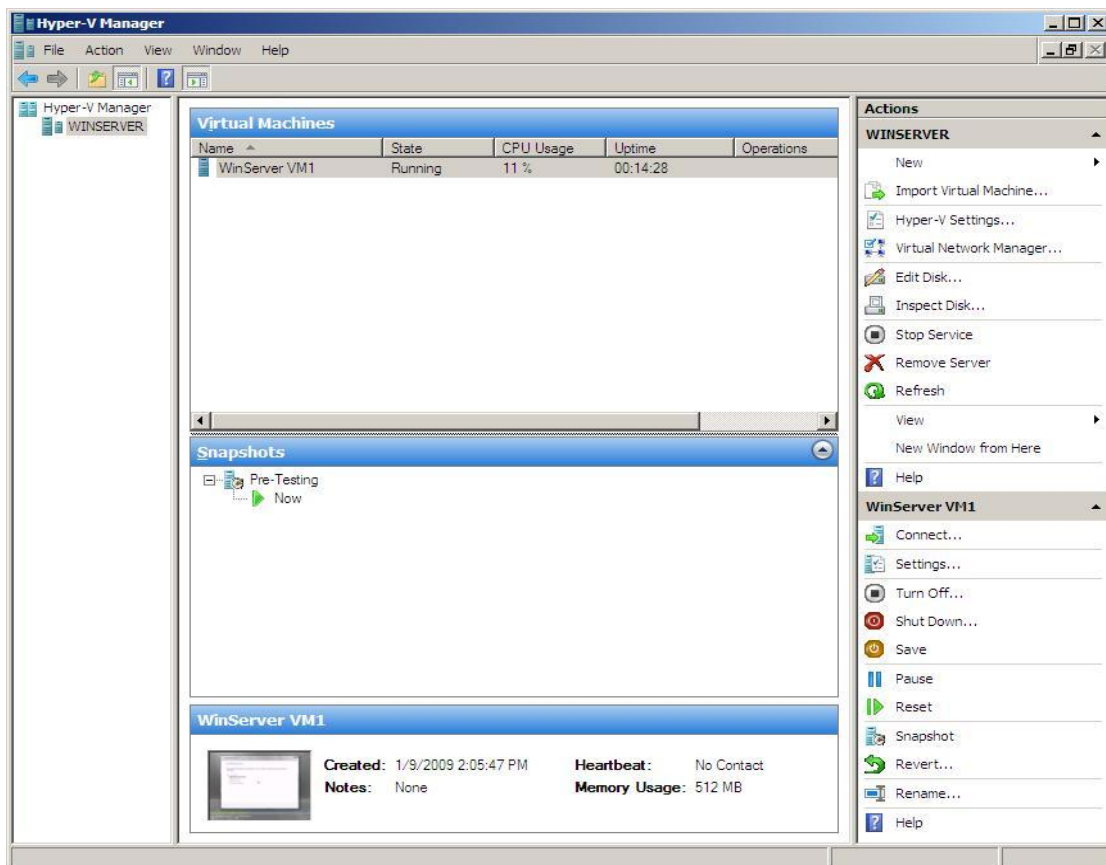 Hyper-V Manager
File Action View Window Help
Hyper-V Manager
WINSERVER
Virtual Machines
Name State CPU Usage Uptime Operations
WinServer VM1 Running 11 % 00:14:28
Snapshots
Pre-Testing
Now
WinServer VM1
Created: 1/9/2009 2:05:47 PM Heartbeat: No Contact
Notes: None Memory Usage: 512 MB
Actions
WINSERVER
New
Import Virtual Machine...
Hyper-V Settings...
Virtual Network Manager...
Edit Disk...
Inspect Disk...
Stop Service
Remove Server
Refresh
View
New Window from Here
Help
WinServer VM1
Connect...
Settings...
Turn Off...
Shut Down...
Save
Pause
Reset
Snapshot
Revert...
Rename...
Help